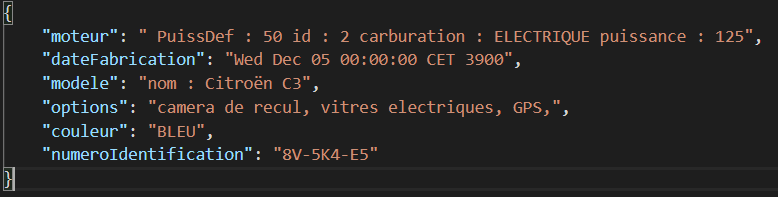 {
"moteur": " PuissDef : 50 id : 2 carburation : ELECTRIQUE puissance : 125",
"dateFabrication": "Wed Dec 05 00:00:00 CET 3900",
"modele": "nom : Citroën C3",
"options": "camera de recul, vitres electriques, GPS,",
"couleur": "BLEU",
"numeroIdentification": "8V-5K4-E5"
}